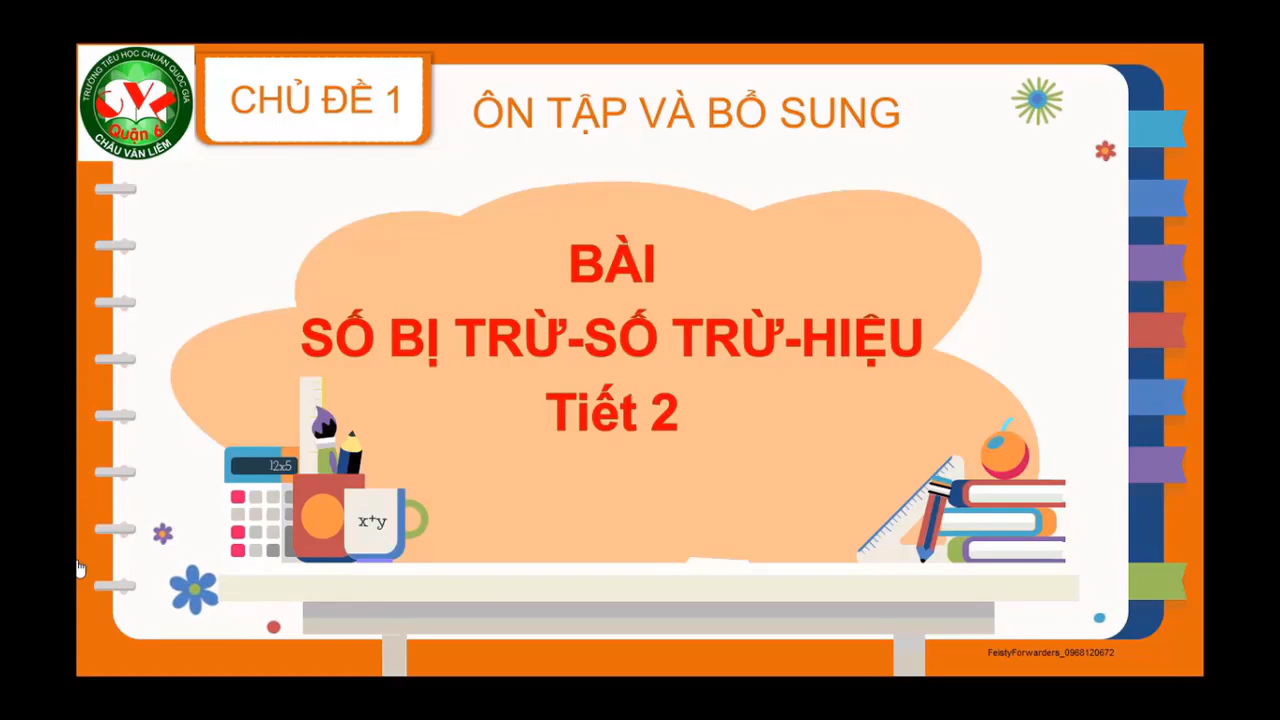 TRƯỜNG TIỂU HỌC CHUẨN QUỐC GIA
CVL
Quận 6
CHÂU VĂN LIÊM
CHỦ ĐỀ 1
ÔN TẬP VÀ BỔ SUNG
BÀI
SỐ BỊ TRỪ-SỐ TRỪ-HIỆU
Tiết 2
12x5
x+y
FeistyForwarders_0968120672